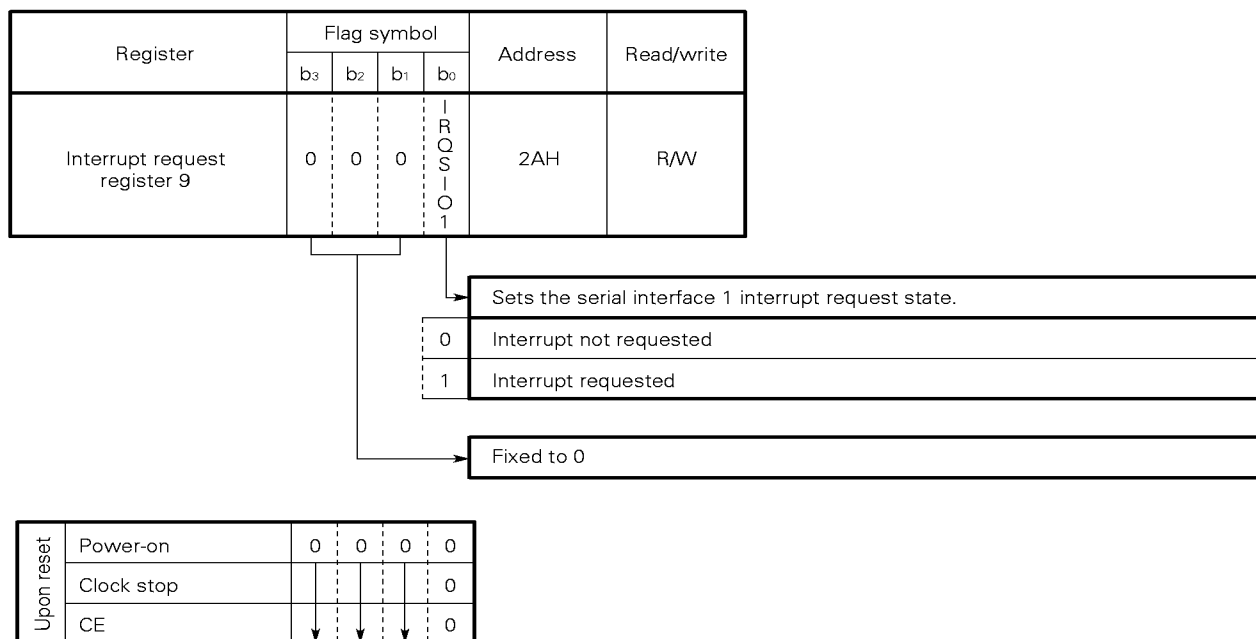 Register
Flag symbol
Address
Read/write
b3
b2
b1
b0
Interrupt request
register 9
0
0
0
IRQSIO1
2AH
R/W
Sets the serial interface 1 interrupt request state.
0
Interrupt not requested
1
Interrupt requested
Fixed to 0
Upon reset
Power-on
0
0
0
0
Clock stop
0
CE
0